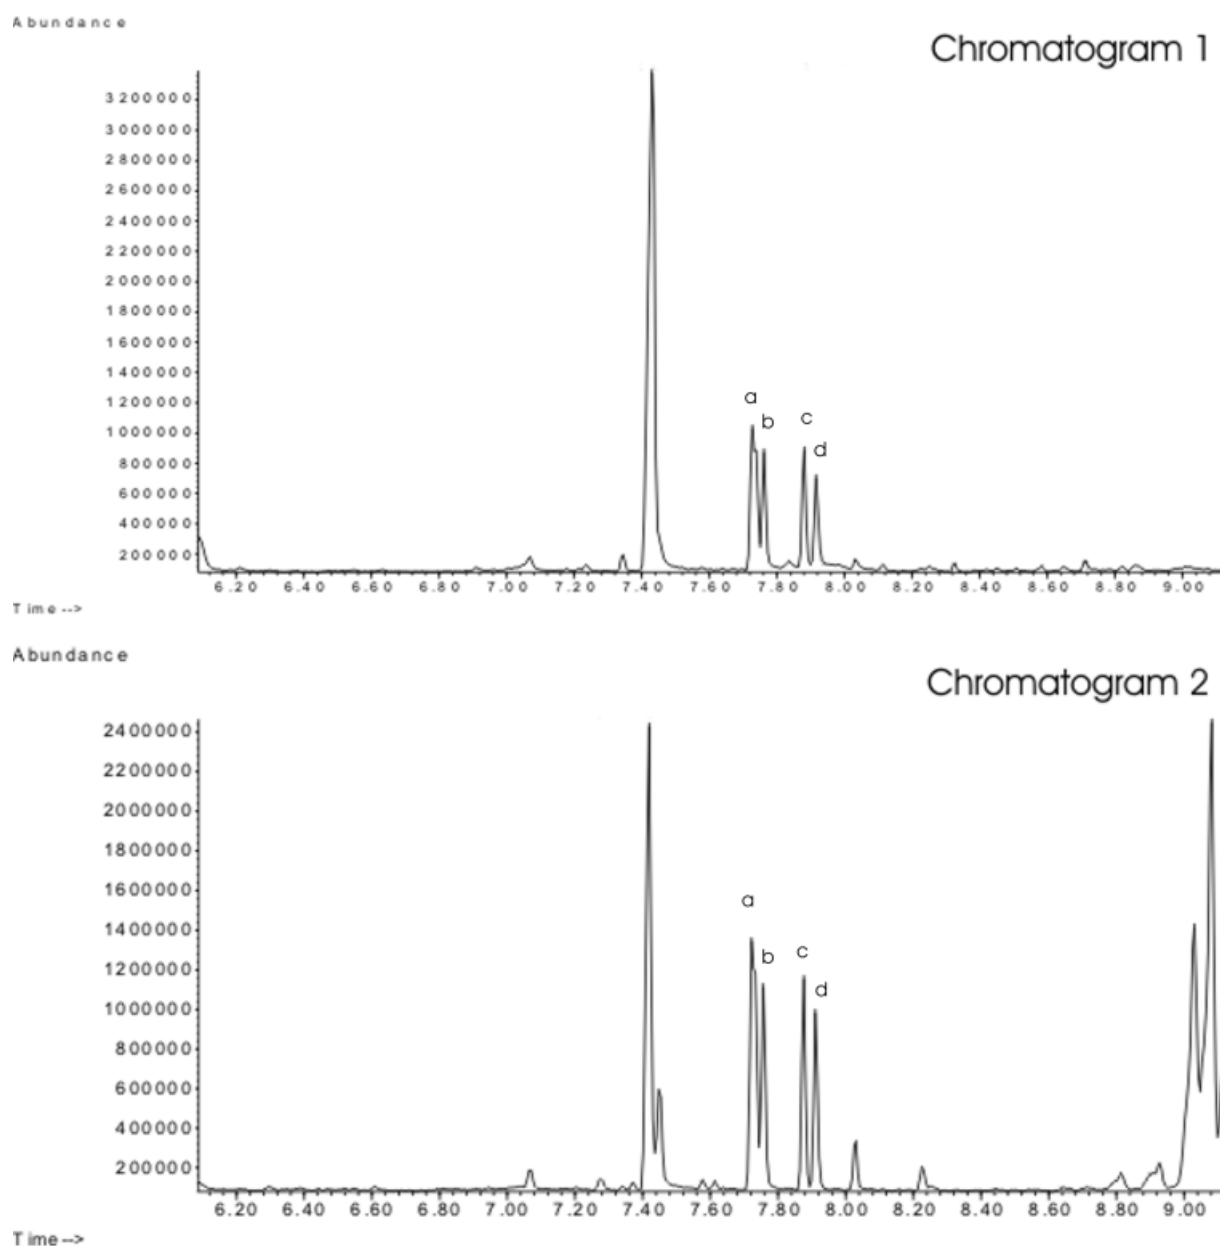 Abundance
Chromatogram 1
3200000
3000000
2800000
2600000
2400000
2200000
2000000
1800000
1600000
1400000
1200000
1000000
800000
600000
400000
200000
a
b
c
d
6.20 6.40 6.60 6.80 7.00 7.20 7.40 7.60 7.80 8.00 8.20 8.40 8.60 8.80 9.00
Time-->
Abundance
Chromatogram 2
2400000
2200000
2000000
1800000
1600000
1400000
1200000
1000000
800000
600000
400000
200000
a
b
c
d
6.20 6.40 6.60 6.80 7.00 7.20 7.40 7.60 7.80 8.00 8.20 8.40 8.60 8.80 9.00
Time-->